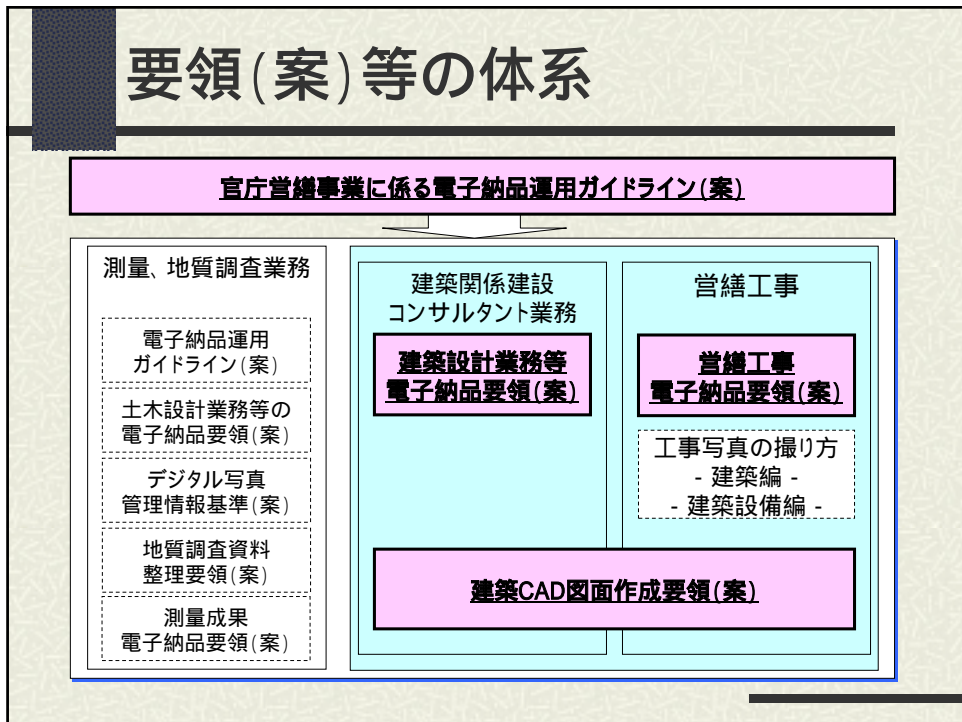 要領(案)等の体系
官庁営繕事業に係る電子納品運用ガイドライン(案)
測量、地質調査業務
電子納品運用
ガイドライン(案)
土木設計業務等の
電子納品要領(案)
デジタル写真
管理情報基準(案)
地質調査資料
整理要領(案)
測量成果
電子納品要領(案)
建築関係建設
コンサルタント業務
建築設計業務等
電子納品要領(案)
営繕工事
営繕工事
電子納品要領(案)
工事写真の撮り方
- 建築編 -
- 建築設備編 -
建築CAD図面作成要領(案)